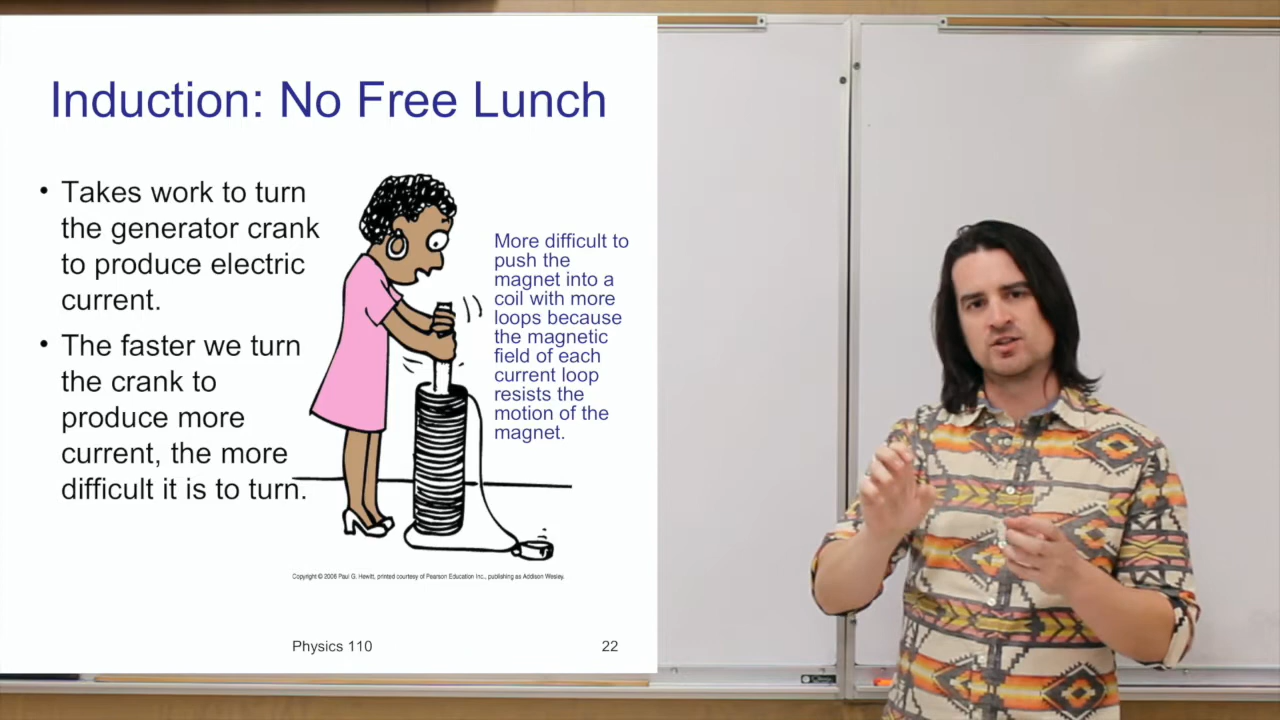 Induction: No Free Lunch
• Takes work to turn
the generator crank
to produce electric
current.
• The faster we turn
the crank to
produce more
current, the more
difficult it is to turn.
More difficult to
push the
magnet into a
coil with more
loops because
the magnetic
field of each
current loop
resists the
motion of the
magnet.
Copyright © 2008 Paul G. Hewitt, printed courtesy of Pearson Education Inc., publishing as Addison Wesley.
Physics 110
22